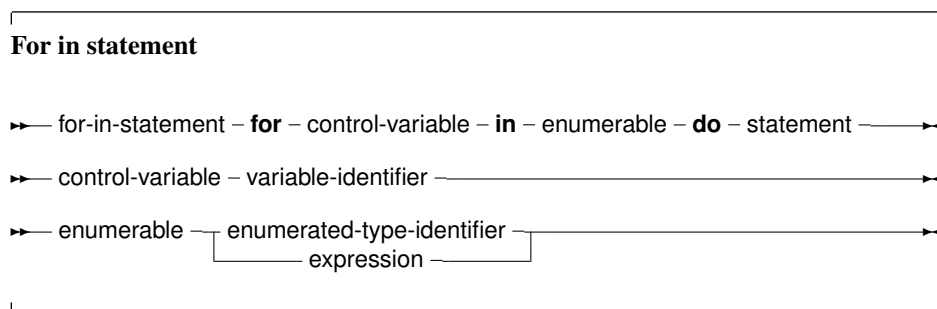 For in statement
for-in-statement – for – control-variable – in – enumerable – do – statement
control-variable – variable-identifier
enumerable – enumerated-type-identifier
expression